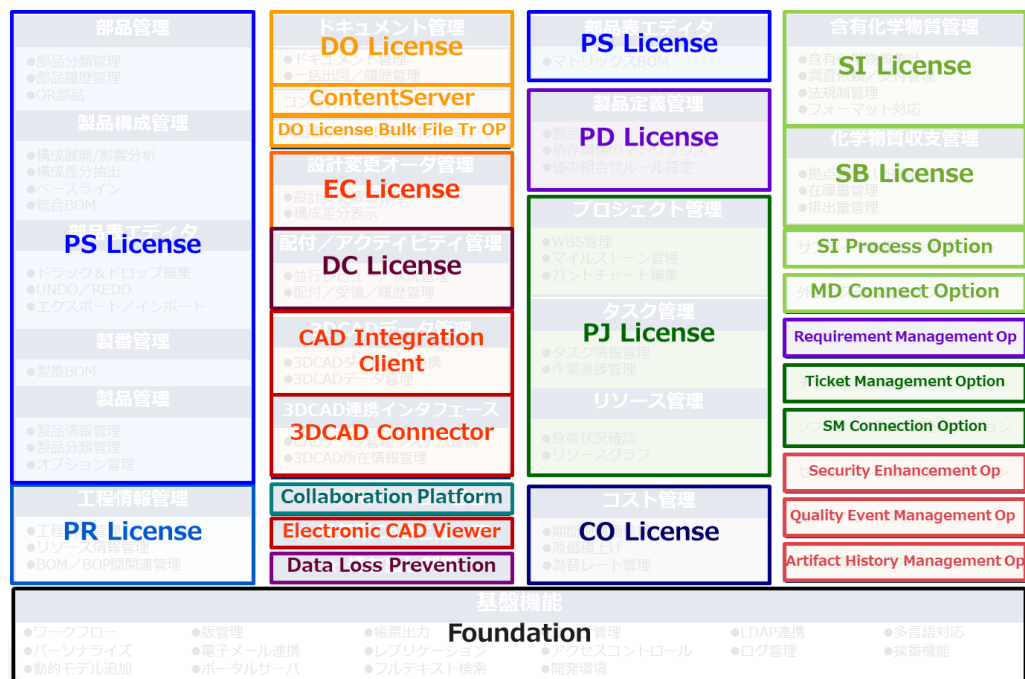 部品管理
●部品分類管理
●部品履歴管理
●OR部品
製品構成管理
●構成展開/影響分析
●構成差分抽出
●ベースライン
●統合BOM
部品表エディタ
PS License
●ドラック＆ドロップ編集
●UNDO／REDO
●エクスポート／インポート
製番管理
●製番BOM
製品管理
●製品情報管理
●製品分類管理
●オプション管理
工程情報管理
PR License
●リソース情報管理
●BOM／BOP間関連管理
ドキュメント管理
DO License
●ドキュメント管理
●一括出図／履歴管理
ContentServer
DO License Bulk File Tr OP
設計変更オーダ管理
EC License
●構成差分表示
配付／アクティビティ管理
DC License
●配付／受領／履歴管理
3DCADデータ管理
CAD Integration
Client
●3DCADデータ管理
3DCAD連携インタフェース
3DCAD Connector
●3DCAD所在情報管理
Collaboration Platform
Electronic CAD Viewer
Data Loss Prevention
部品表エディタ
PS License
●マトリックスBOM
製品定義管理
PD License
●値の組合せルール設定
プロジェクト管理
●WBS管理
●マイルストーン管理
●ガントチャート編集
タスク管理
PJ License
●タスク情報管理
●作業進捗管理
リソース管理
●負荷状況確認
●リソースグラフ
コスト管理
CO License
●原価積上げ
●為替レート管理
含有化学物質管理
SI License
●法規制管理
●フォーマット対応
化学物質収支管理
SB License
●在庫量管理
●排出量管理
SI Process Option
MD Connect Option
Requirement Management Op
Ticket Management Option
SM Connection Option
Security Enhancement Op
Quality Event Management Op
Artifact History Management Op
基盤機能
Foundation
●ワークフロー ●版管理 ●帳票出力 ●LDAP連携 ●多言語対応
●パーソナライズ ●電子メール連携 ●レプリケーション ●アクセスコントロール ●ログ管理 ●採番機能
●動的モデル追加 ●ポータルサーバ ●フルテキスト検索 ●開発環境